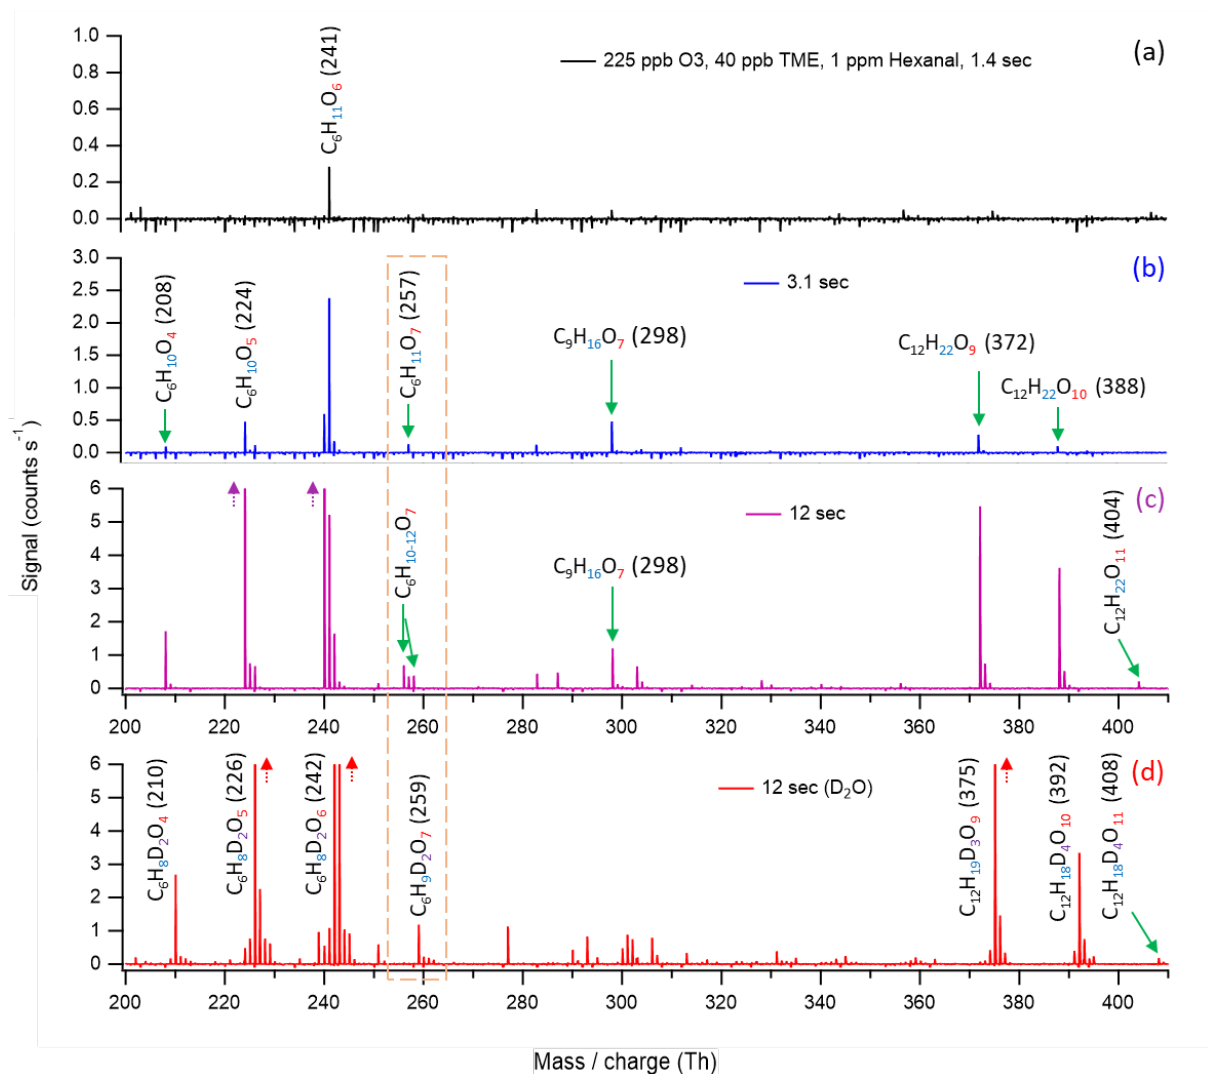 (a)
225 ppb O3, 40 ppb TME, 1 ppm Hexanal, 1.4 sec
C6H11O6 (241)
1.0
0.8
0.6
0.4
0.2
0.0
(b)
3.1 sec
3.0
2.5
2.0
1.5
1.0
0.5
0.0
C6H10O4 (208)
C6H10O5 (224)
C6H11O7 (257)
C9H16O7 (298)
C12H22O9 (372)
C12H22O10 (388)
Signal (counts s-1)
(c)
12 sec
6
5
4
3
2
1
0
C6H10-12O7
C9H16O7 (298)
C12H22O11 (404)
200 220 240 260 280 300 320 340 360 380 400
(d)
12 sec (D2O)
6
5
4
3
2
1
0
C6H8D2O4 (210)
C6H8D2O5 (226)
C6H8D2O6 (242)
C6H9D2O7 (259)
C12H19D3O9 (375)
C12H18D4O10 (392)
C12H18D4O11 (408)
200 220 240 260 280 300 320 340 360 380 400
Mass / charge (Th)